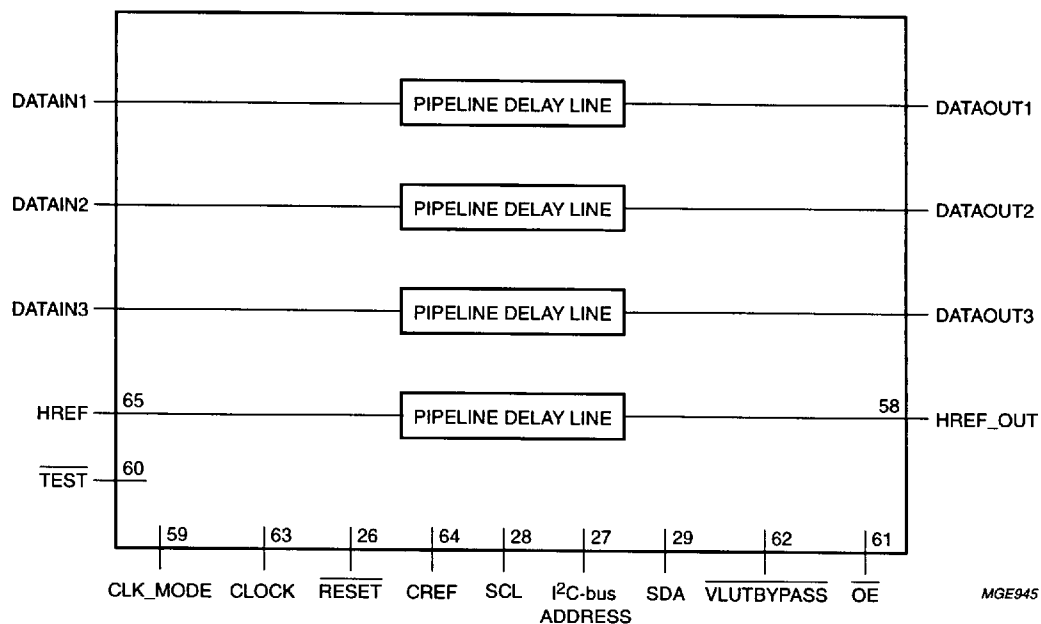 DATAIN1 PIPELINE DELAY LINE DATAOUT1
DATAIN2 PIPELINE DELAY LINE DATAOUT2
DATAIN3 PIPELINE DELAY LINE DATAOUT3
HREF 65 PIPELINE DELAY LINE 58 HREF_OUT
TEST 60
59 63 26 64 28 27 29 62 61
CLK_MODE CLOCK RESET CREF SCL I²C-bus SDA VLUTBYPASS OE
ADDRESS
MGE945